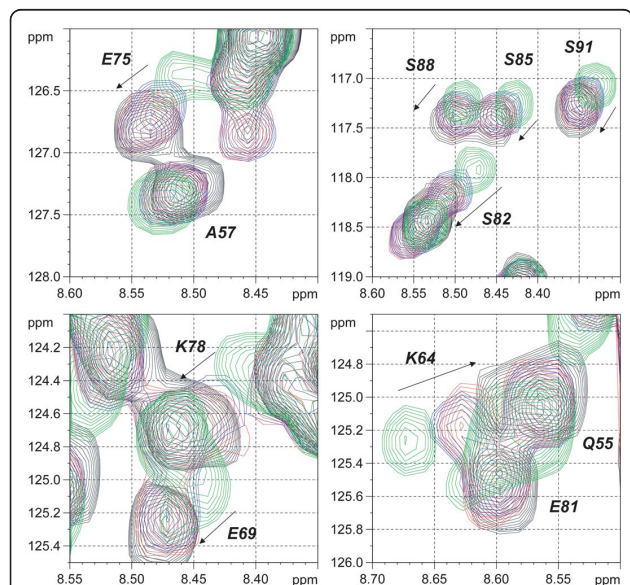 ppm
126.5
127.0
127.5
128.0
8.60 8.55 8.50 8.45 ppm
E75
A57
ppm
117.0
117.5
118.0
118.5
119.0
8.60 8.50 8.40 ppm
S88 S85 S91
S82
ppm
124.2
124.4
124.6
124.8
125.0
125.2
125.4
8.55 8.50 8.45 8.40 ppm
K78
E69
ppm
124.8
125.0
125.2
125.4
125.6
125.8
126.0
8.70 8.65 8.60 8.55 ppm
K64
Q55
E81